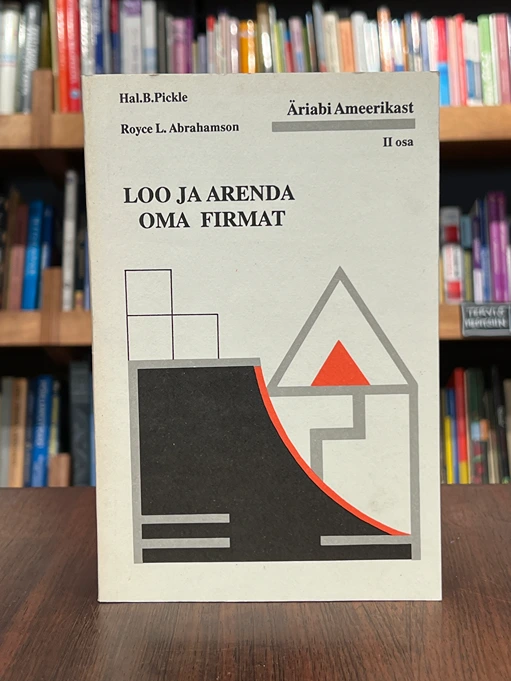 Hal.B.Pickle
Äriabi Ameerikast
Royce L. Abrahamson
II osa
LOO JA ARENDA
OMA FIRMAT